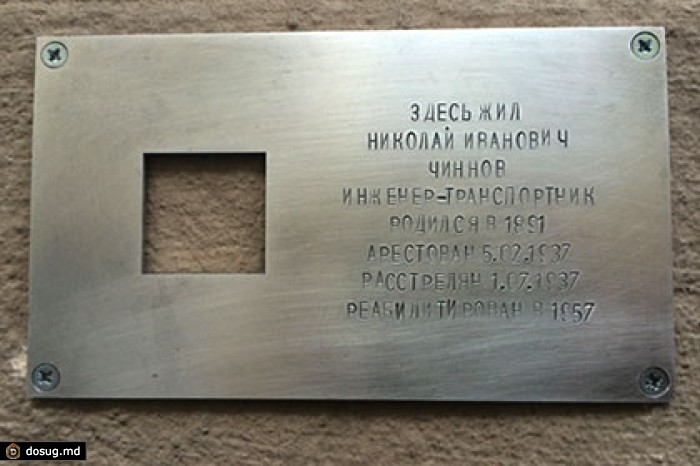 ЗДЕСЬ ЖИЛ
НИКОЛАЙ ИВАНОВИЧ
ЧИННОВ
ИНЖЕНЕР-ТРАНСПОРТНИК
РОДИЛСЯ В 1891
АРЕСТОВАН 5.02.1937
РАССТРЕЛЯН 1.07.1937
РЕАБИЛИТИРОВАН В 1957
dosug.md